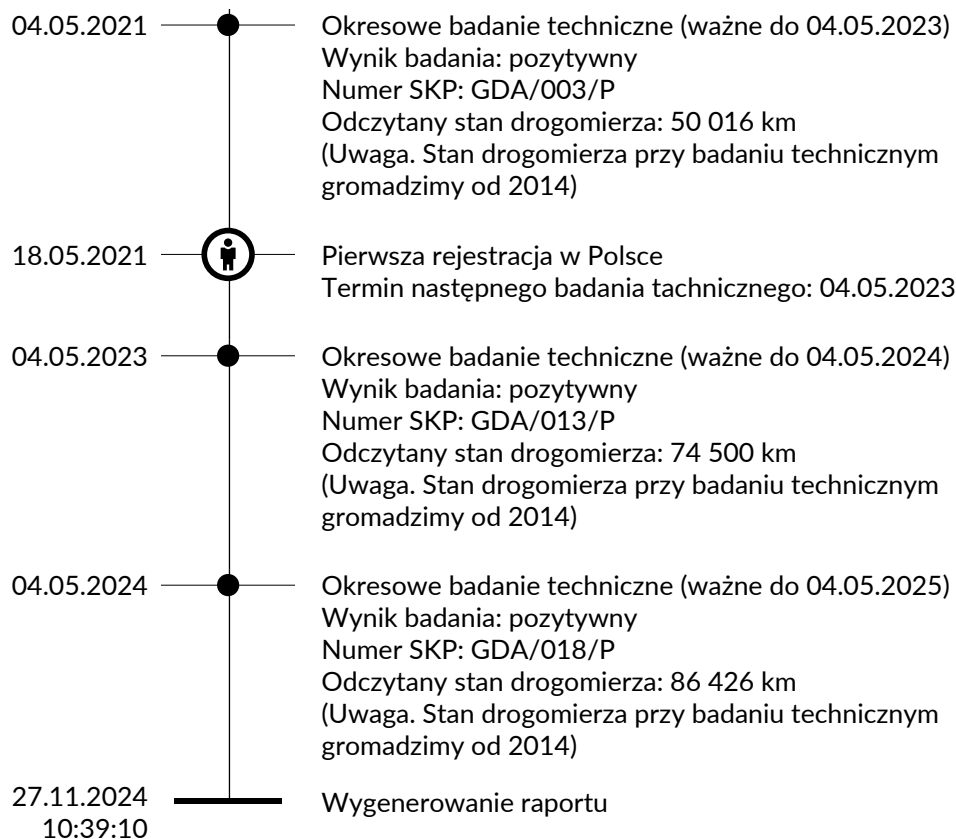 04.05.2021
Okresowe badanie techniczne (ważne do 04.05.2023)
Wynik badania: pozytywny
Numer SKP: GDA/003/P
Odczytany stan drogomierza: 50 016 km
(Uwaga. Stan drogomierza przy badaniu technicznym
gromadzimy od 2014)
18.05.2021
Pierwsza rejestracja w Polsce
Termin następnego badania tachnicznego: 04.05.2023
04.05.2023
Okresowe badanie techniczne (ważne do 04.05.2024)
Wynik badania: pozytywny
Numer SKP: GDA/013/P
Odczytany stan drogomierza: 74 500 km
(Uwaga. Stan drogomierza przy badaniu technicznym
gromadzimy od 2014)
04.05.2024
Okresowe badanie techniczne (ważne do 04.05.2025)
Wynik badania: pozytywny
Numer SKP: GDA/018/P
Odczytany stan drogomierza: 86 426 km
(Uwaga. Stan drogomierza przy badaniu technicznym
gromadzimy od 2014)
27.11.2024
10:39:10
Wygenerowanie raportu